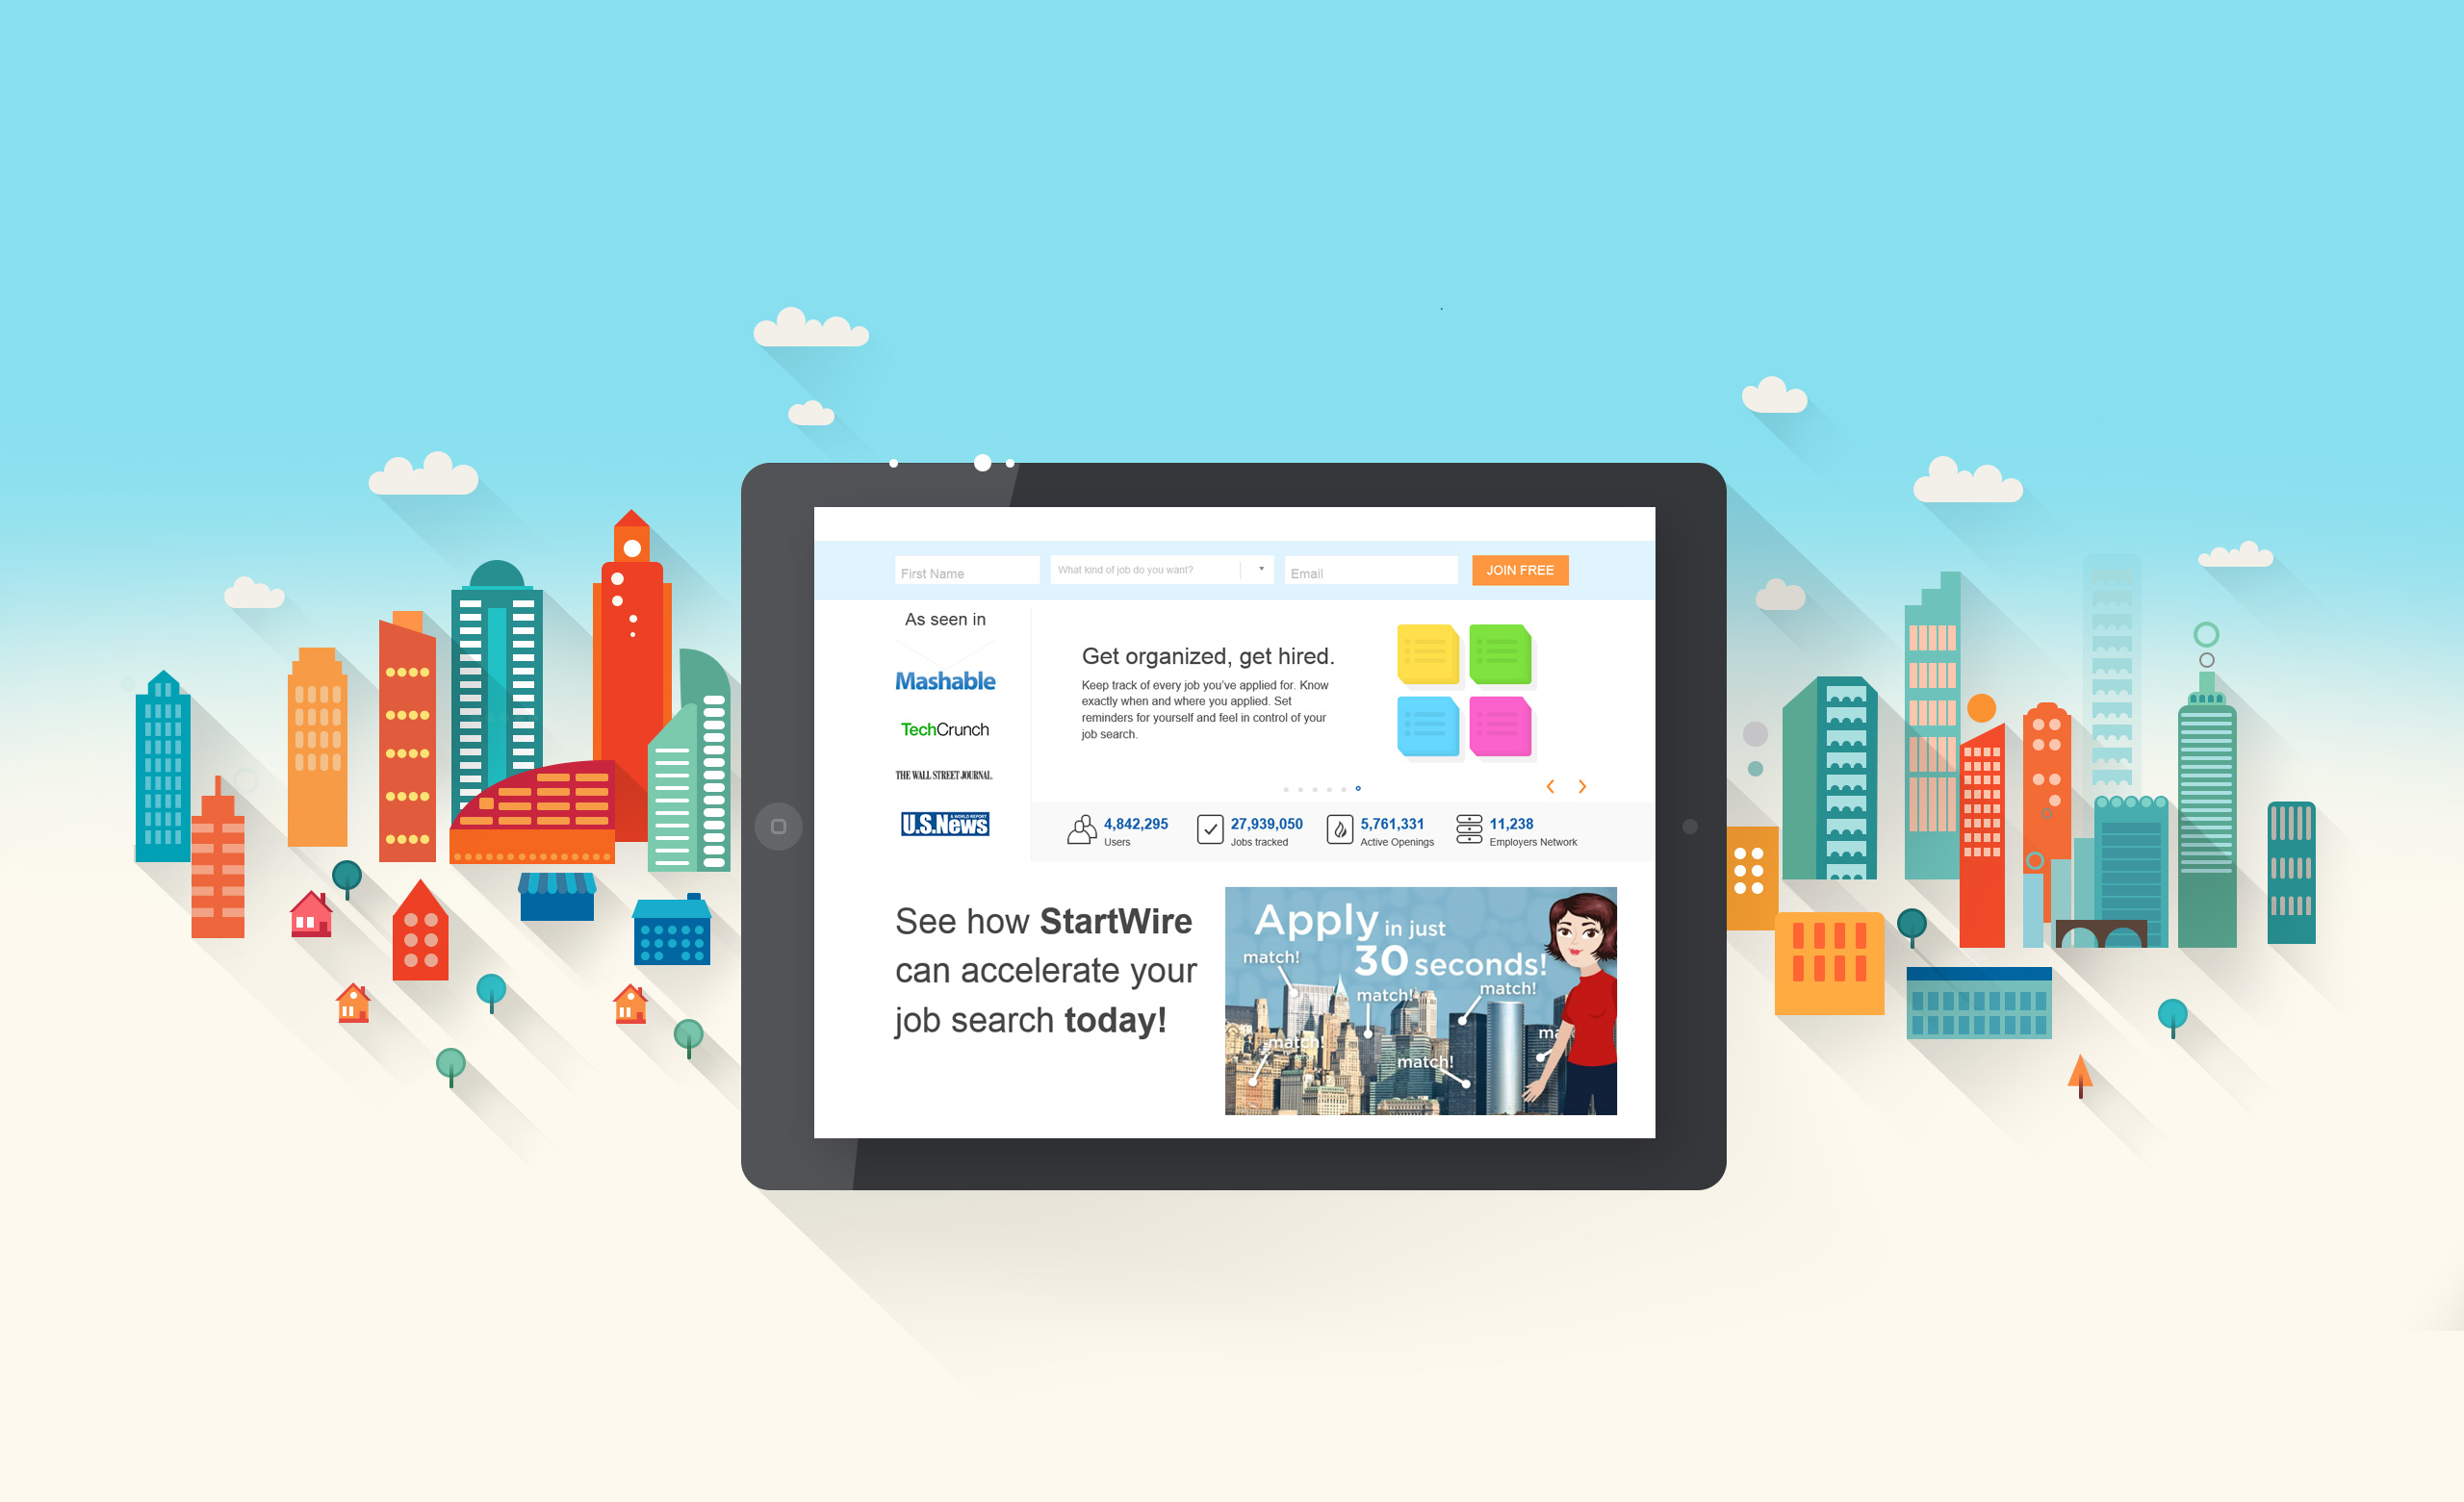 First Name
What kind of job do you want?
Email
JOIN FREE
As seen in
Mashable
TechCrunch
THE WALL STREET JOURNAL.
U.S.News
& WORLD REPORT
Get organized, get hired.
Keep track of every job you've applied for. Know
exactly when and where you applied. Set
reminders for yourself and feel in control of your
job search.
4,842,295
Users
27,939,050
Jobs tracked
5,761,331
Active Openings
11,238
Employers Network
See how StartWire
can accelerate your
job search today!
Apply in just
30 seconds!
match!
match!
match!
match!
match!
ma